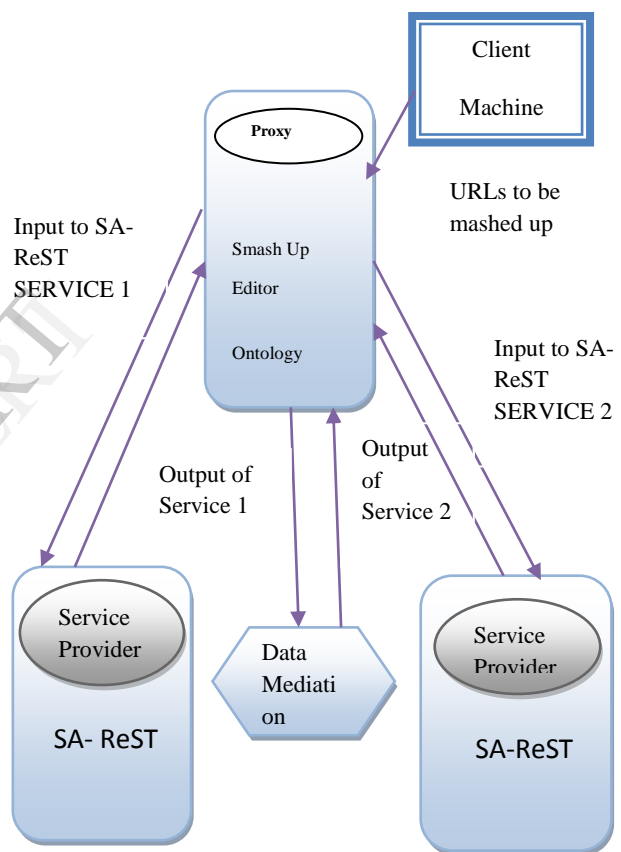 Client
Machine
Proxy
URLs to be
mashed up
Input to SA-
ReST
SERVICE 1
Smash Up
Editor
Ontology
Input to SA-
ReST
SERVICE 2
Output of
Service 1
Output
of
Service 2
Service
Provider
SA- ReST
Data
Mediati
on
Service
Provider
SA-ReST